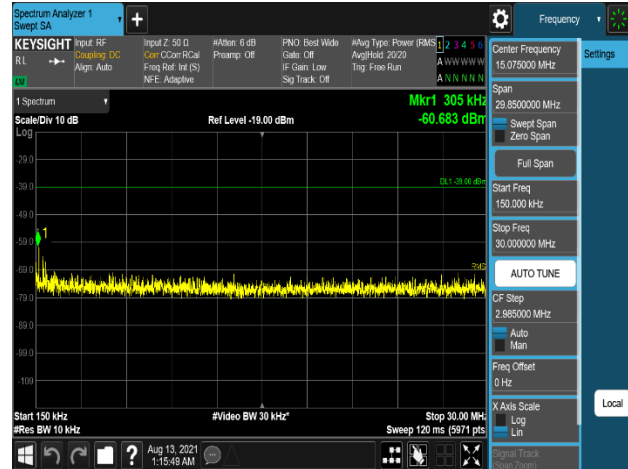 Spectrum Analyzer 1
Swept SA
Frequency
KEYSIGHT
R L
LV
Input: RF
Coupling: DC
Align: Auto
Input Z: 50 Ω
Corr CCorr RCal
Freq Ref: Int (S)
NFE: Adaptive
#Atten: 6 dB
Preamp: Off
PNO: Best Wide
Gate: Off
IF Gain: Low
Sig Track: Off
#Avg Type: Power (RMS
Avg|Hold: 20/20
Trig: Free Run
1 2 3 4 5 6
A W W W W W
A N N N N N
1 Spectrum
Scale/Div 10 dB
Ref Level -19.00 dBm
Mkr1 305 kHz
-60.683 dBm
Log
-29.0
-39.0
-49.0
-59.0
-69.0
-79.0
-89.0
-99.0
-109
DL1 -39.00 dBm
1
RMS
Start 150 kHz
#Res BW 10 kHz
#Video BW 30 kHz*
Stop 30.00 MHz
Sweep 120 ms (5971 pts
?
Aug 13, 2021
1:15:49 AM
Center Frequency
15.075000 MHz
Span
29.8500000 MHz
Swept Span
Zero Span
Full Span
Start Freq
150.000 kHz
Stop Freq
30.000000 MHz
AUTO TUNE
CF Step
2.985000 MHz
Auto
Man
Freq Offset
0 Hz
X Axis Scale
Log
Lin
Signal Track
(Span Zoom)
Settings
Local